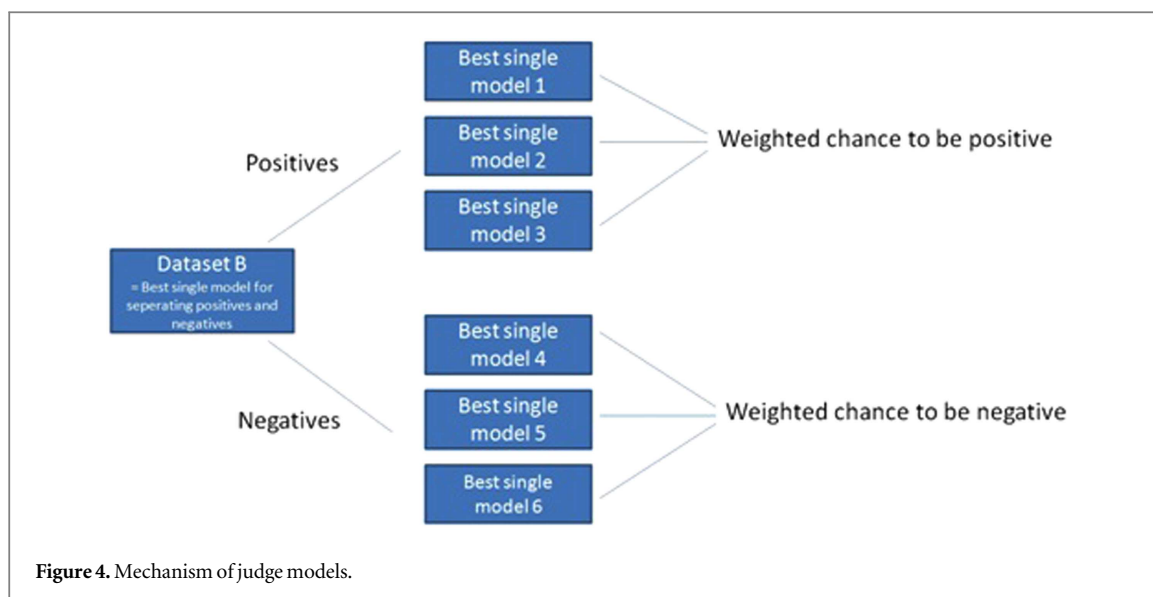 Best single
model 1
Best single
model 2
Best single
model 3
Weighted chance to be positive
Positives
Dataset B
= Best single model for
seperating positives and
negatives
Negatives
Best single
model 4
Best single
model 5
Best single
model 6
Weighted chance to be negative
Figure 4. Mechanism of judge models.